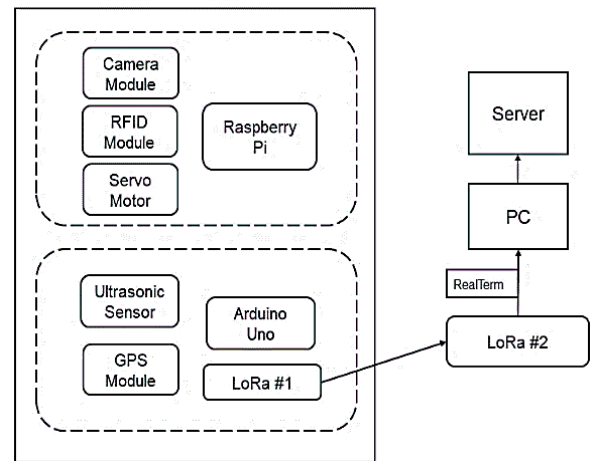 Camera
Module
RFID
Module
Servo
Motor
Raspberry
Pi
Ultrasonic
Sensor
GPS
Module
Arduino
Uno
LoRa #1
Server
PC
RealTerm
LoRa #2